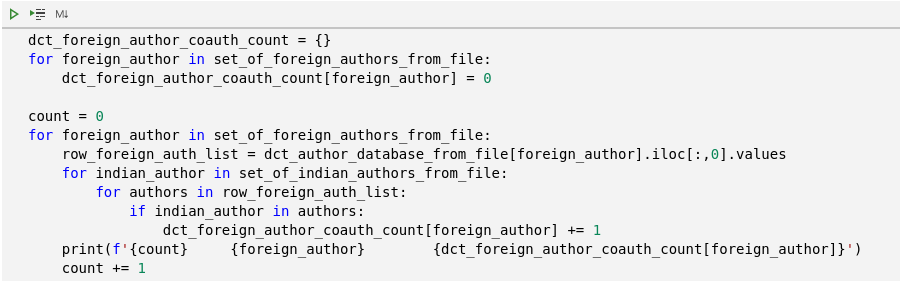 M↓
dct_foreign_author_coauth_count = {}
for foreign_author in set_of_foreign_authors_from_file:
    dct_foreign_author_coauth_count[foreign_author] = 0

count = 0
for foreign_author in set_of_foreign_authors_from_file:
    row_foreign_auth_list = dct_author_database_from_file[foreign_author].iloc[:,0].values
    for indian_author in set_of_indian_authors_from_file:
        for authors in row_foreign_auth_list:
            if indian_author in authors:
                dct_foreign_author_coauth_count[foreign_author] += 1
    print(f'{count}     {foreign_author}        {dct_foreign_author_coauth_count[foreign_author]}')
    count += 1